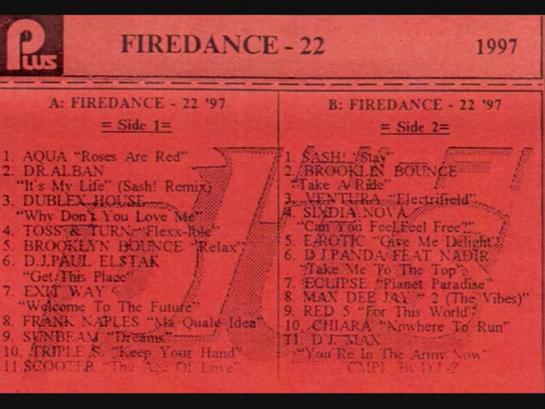 Plus
FIREDANCE - 22
1997
A: FIREDANCE - 22 '97
= Side 1=
1. AQUA "Roses Are Red"
2. DR.ALBAN
"It's My Life" (Sash! Remix)
3. DUBLEX HOUSE
"Why Don't You Love Me"
4. TOSS & TURN "Flexx-Ible"
5. BROOKLYN BOUNCE "Relax"
6. D.J.PAUL ELSTAK
"Get This Place"
7. EXIT WAY
"Welcome To The Future"
8. FRANK NAPLES "Ma Quale Idea"
9. SUNBEAM "Dreams"
10. TRIPLE S. "Keep Your Hand"
11.SCOOTER "The Age Of Love"
B: FIREDANCE - 22 '97
= Side 2=
1. SASH! "Stay"
2. BROOKLIN BOUNCE
"Take A Ride"
3. VENTURA "Electrifield"
4. SIXDIA NOVA
"Can You Feel,Feel Free?"
5. E-ROTIC "Give Me Delight"
6. D.J PANDA FEAT NADIR
"Take Me To The Top"
7. ECLIPSE "Planet Paradise"
8. MAX DEE JAY " 2 (The Vibes)"
9. RED 5 "For This World"
10. CHIARA "Nowhere To Run"
11. D.J. MAX
"You'Re In The Army Now"
CMPL. By D.J.